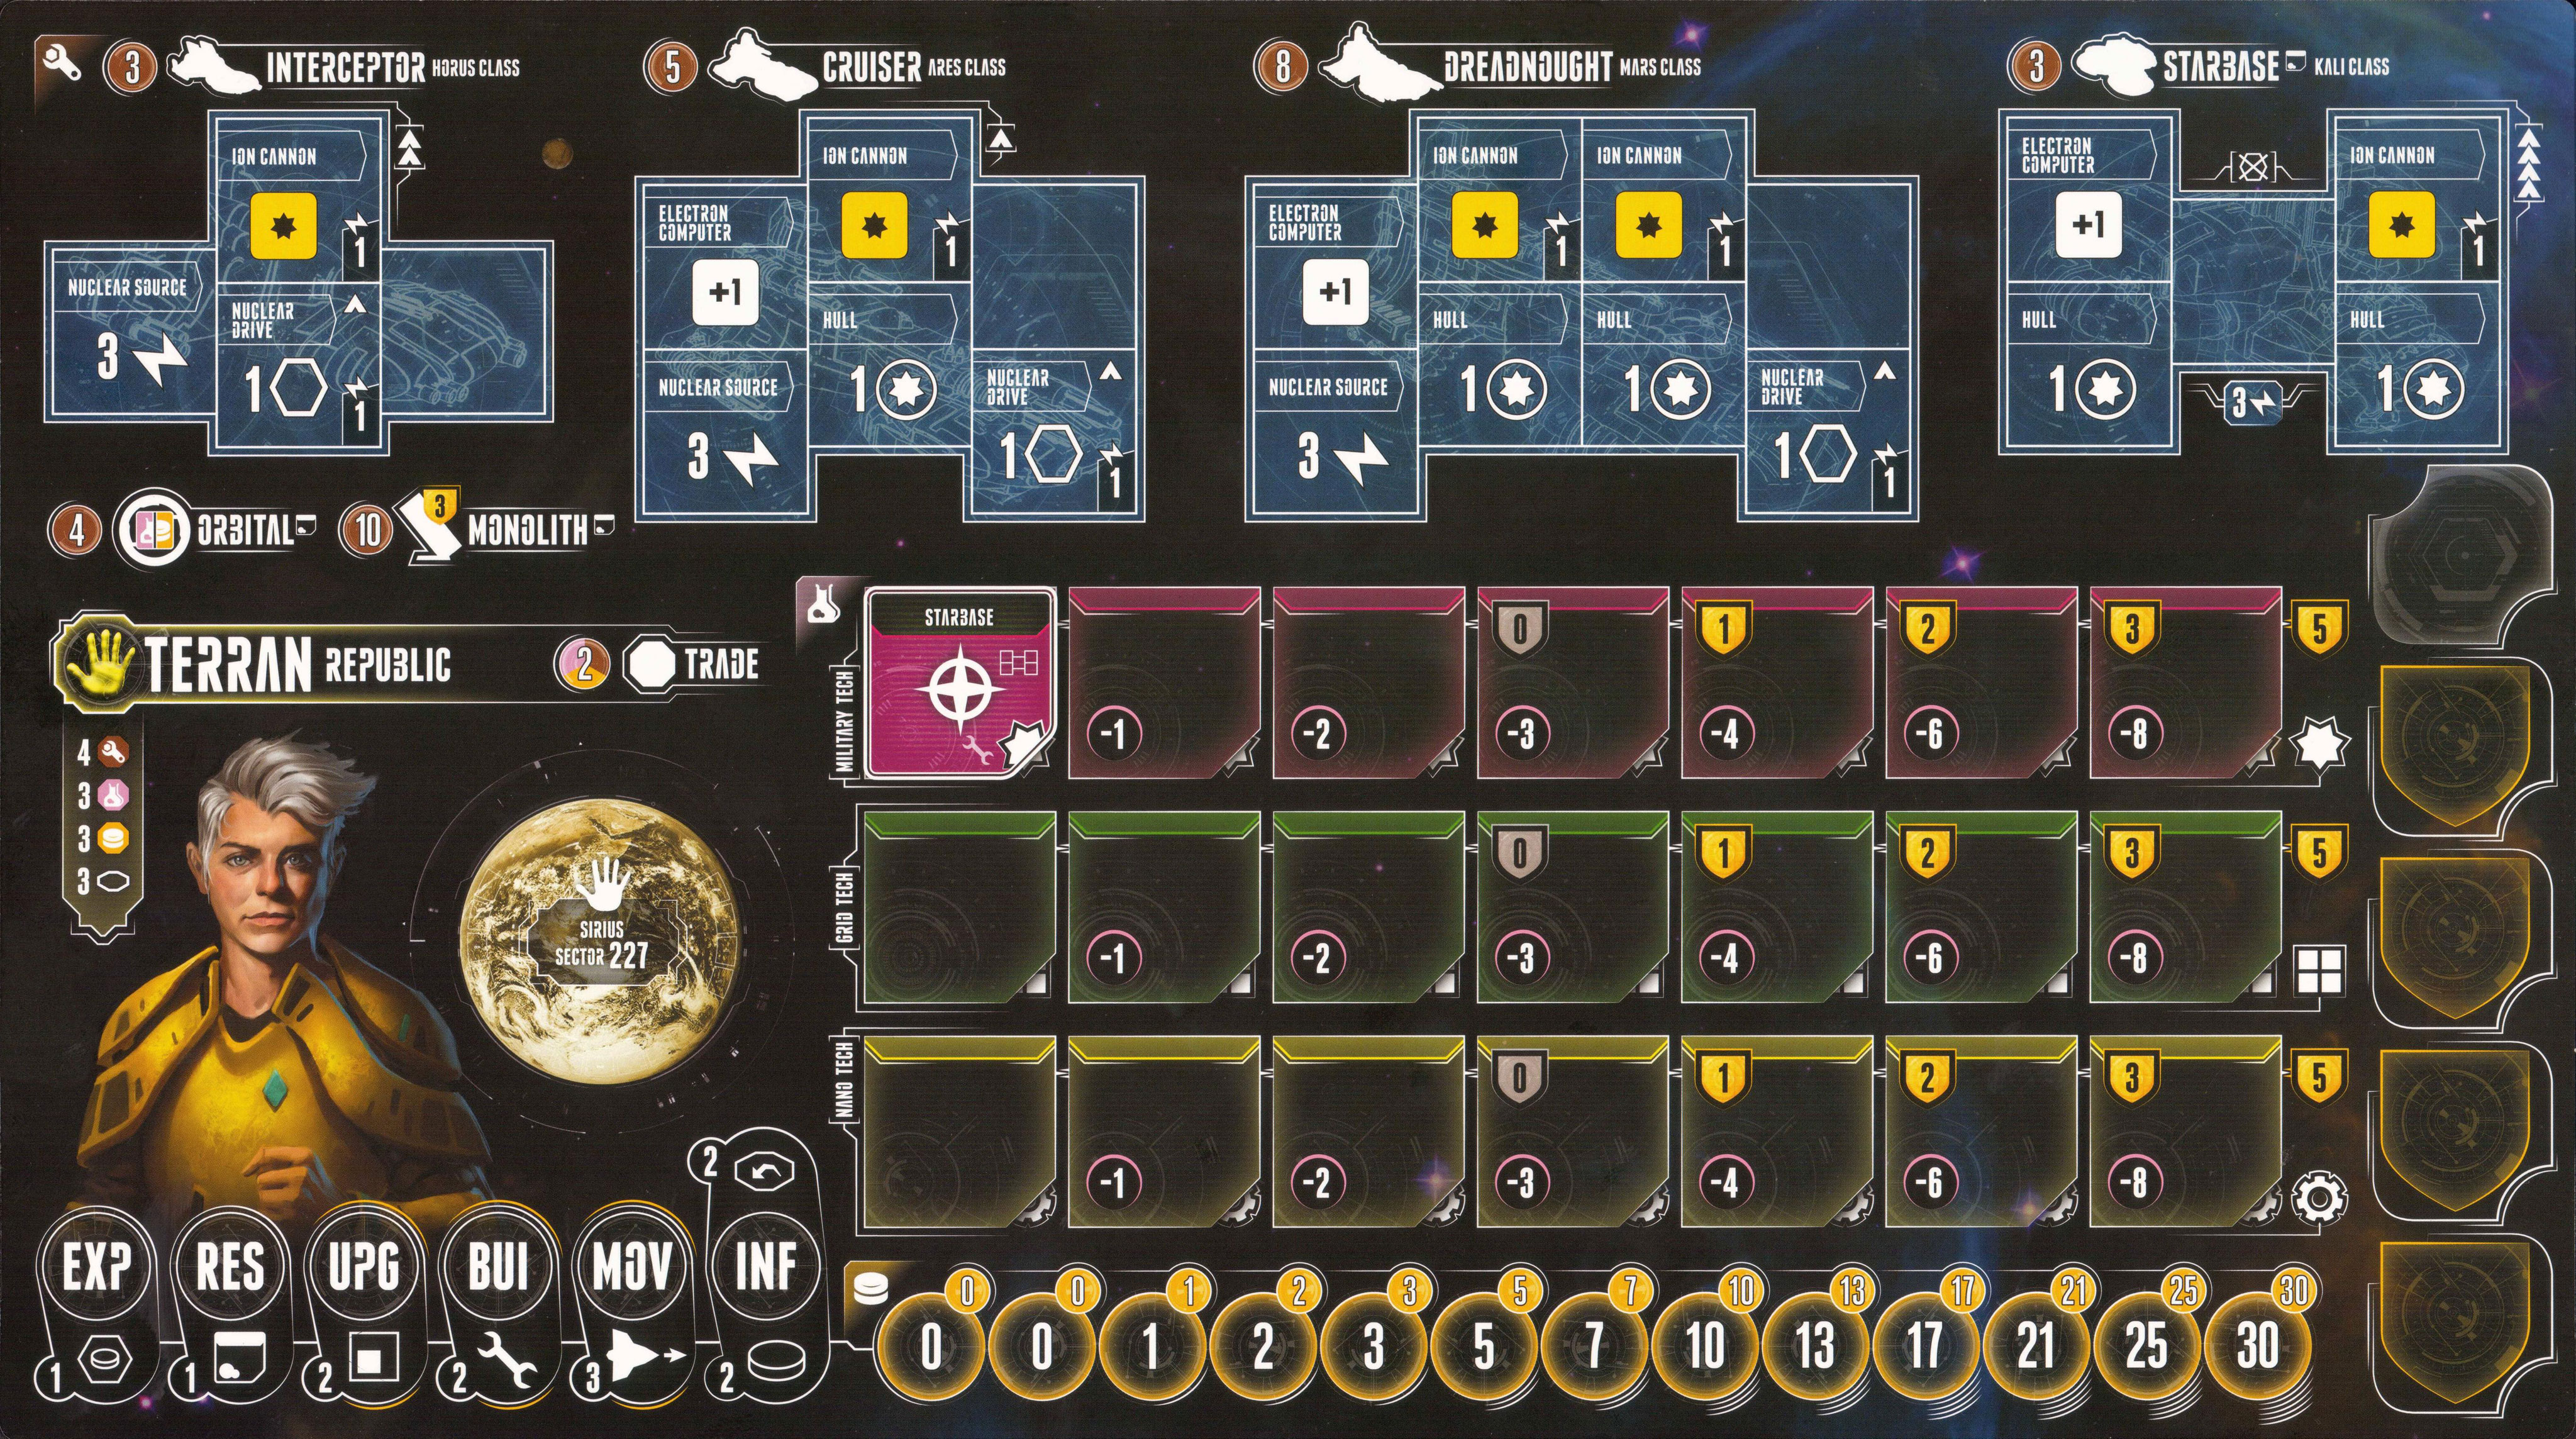 3 INTERCEPTOR HORUS CLASS
ION CANNON
1
NUCLEAR SOURCE
3
NUCLEAR
DRIVE
1
1
5 CRUISER ARES CLASS
ELECTRON
COMPUTER
+1
ION CANNON
1
HULL
1
NUCLEAR SOURCE
3
NUCLEAR
DRIVE
1
1
8 DREADNOUGHT MARS CLASS
ELECTRON
COMPUTER
+1
ION CANNON
1
ION CANNON
1
HULL
1
HULL
1
NUCLEAR SOURCE
3
NUCLEAR
DRIVE
1
1
3 STARBASE KALI CLASS
ELECTRON
COMPUTER
+1
ION CANNON
1
HULL
1
3
HULL
1
4 ORBITAL
10 3 MONOLITH
TERRAN REPUBLIC
2 TRADE
4
3
3
3
SIRIUS
SECTOR 227
MILITARY TECH
STARBASE
0 1 2 3 5
-1 -2 -3 -4 -6 -8
GRID TECH
0 1 2 3 5
-1 -2 -3 -4 -6 -8
NANO TECH
0 1 2 3 5
-1 -2 -3 -4 -6 -8
2
EXP RES UPG BUI MOV INF
1 1 2 2 3 2
0 0 1 2 3 5 7 10 13 17 21 25 30
0 0 1 2 3 5 7 10 13 17 21 25 30